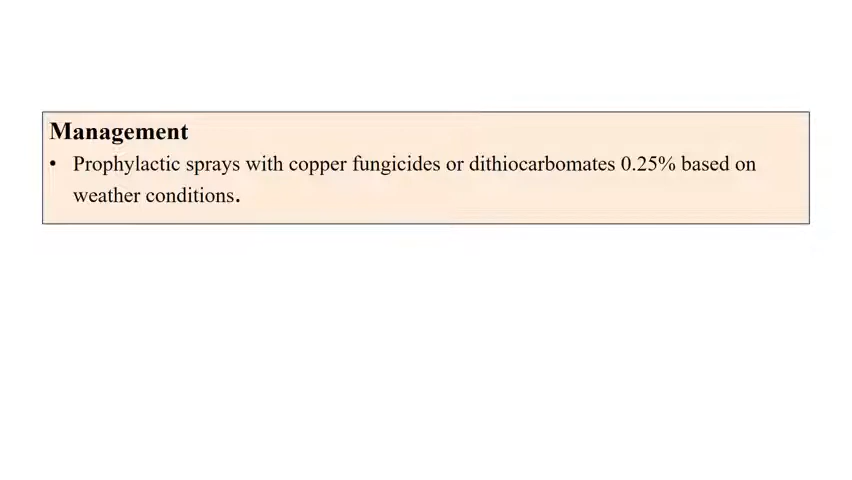 Management
• Prophylactic sprays with copper fungicides or dithiocarbomates 0.25% based on
weather conditions.